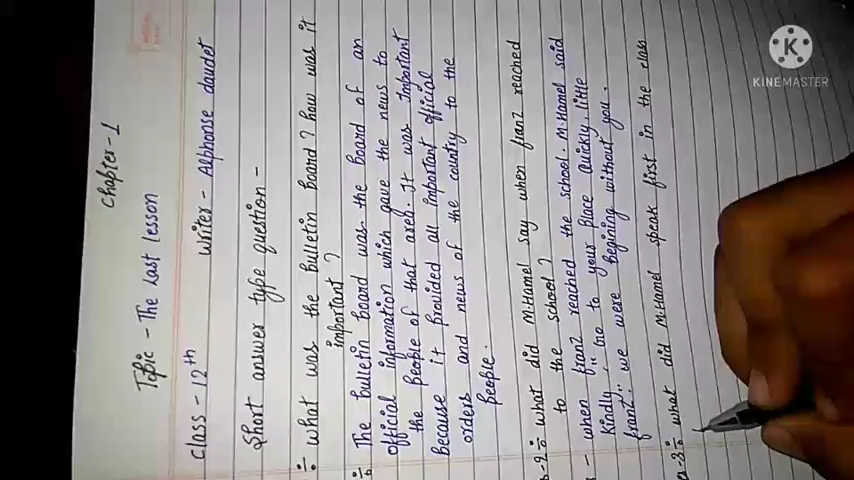 Chapter-1
Topic - The Last lesson
Class-12th writer- Alphonse daudet
Short answer type question -
what was the bulletin board? how was it
important?
The bulletin board was the board of an
official information which gave the news to
the people of that area. It was Important
because it provided all important official
orders and news of the country to the
people.
what did M.Hamel say when franz reached
to the school?
when franz reached the school. M.Hamel said
kindly, "Go to your place quickly, little
franz": we were begining without you.
Q-3 what did M.Hamel speak first in the class
KINEMASTER